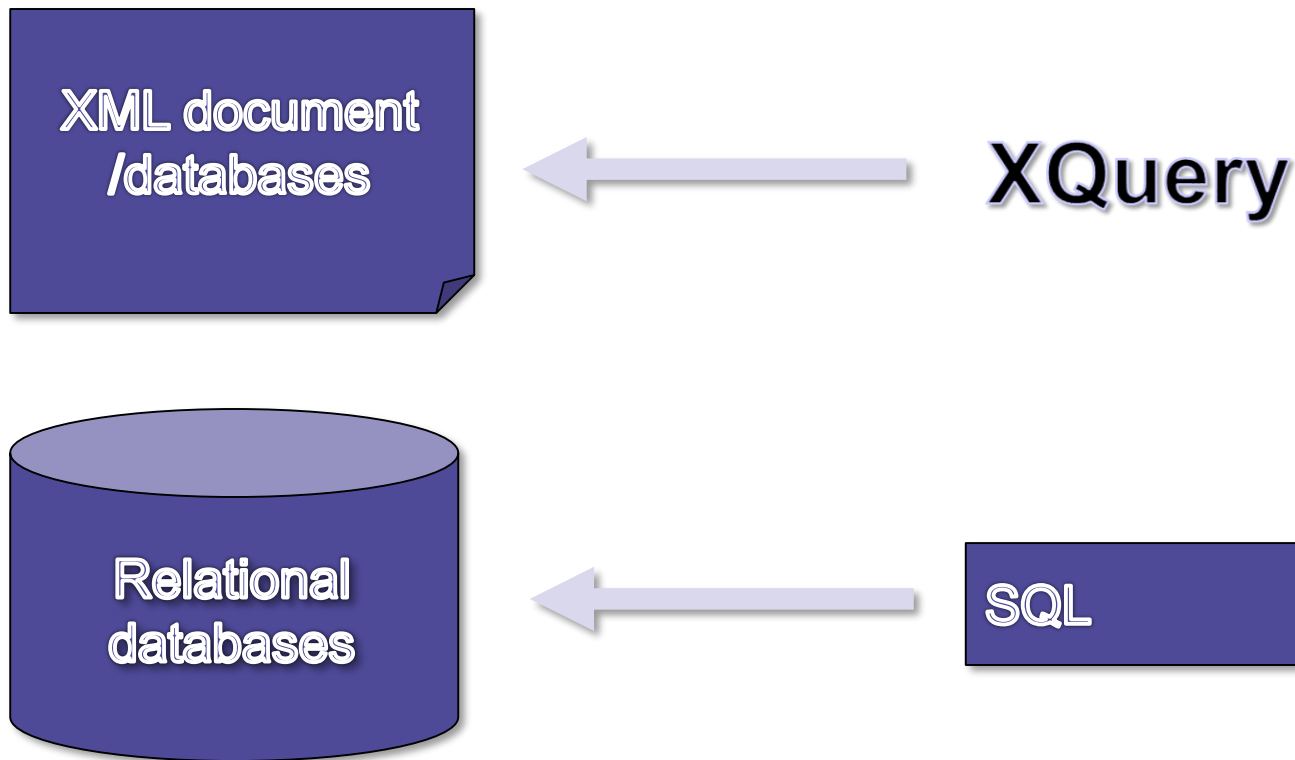 XML document
/databases
XQuery
Relational
databases
SQL